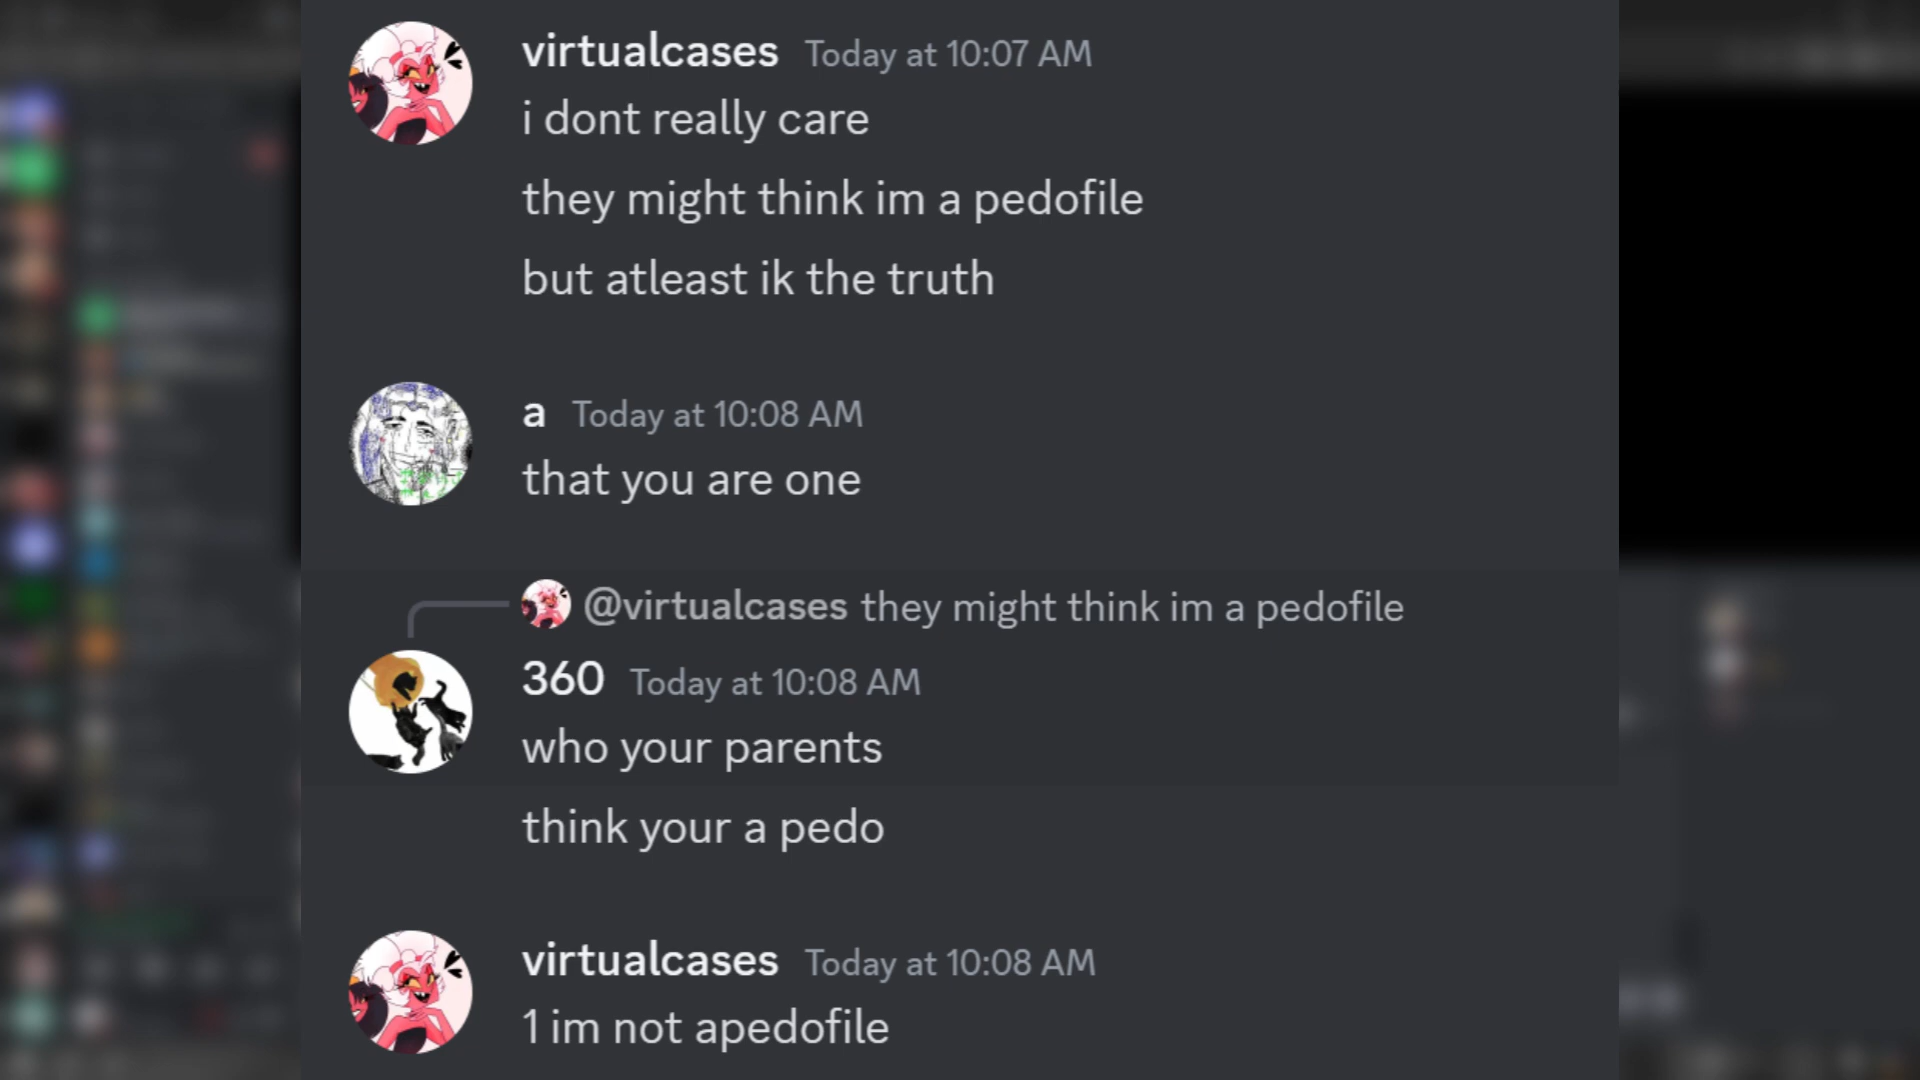 virtualcases Today at 10:07 AM
i dont really care
they might think im a pedofile
but atleast ik the truth
a Today at 10:08 AM
that you are one
@virtualcases they might think im a pedofile
360 Today at 10:08 AM
who your parents
think your a pedo
virtualcases Today at 10:08 AM
1 im not apedofile